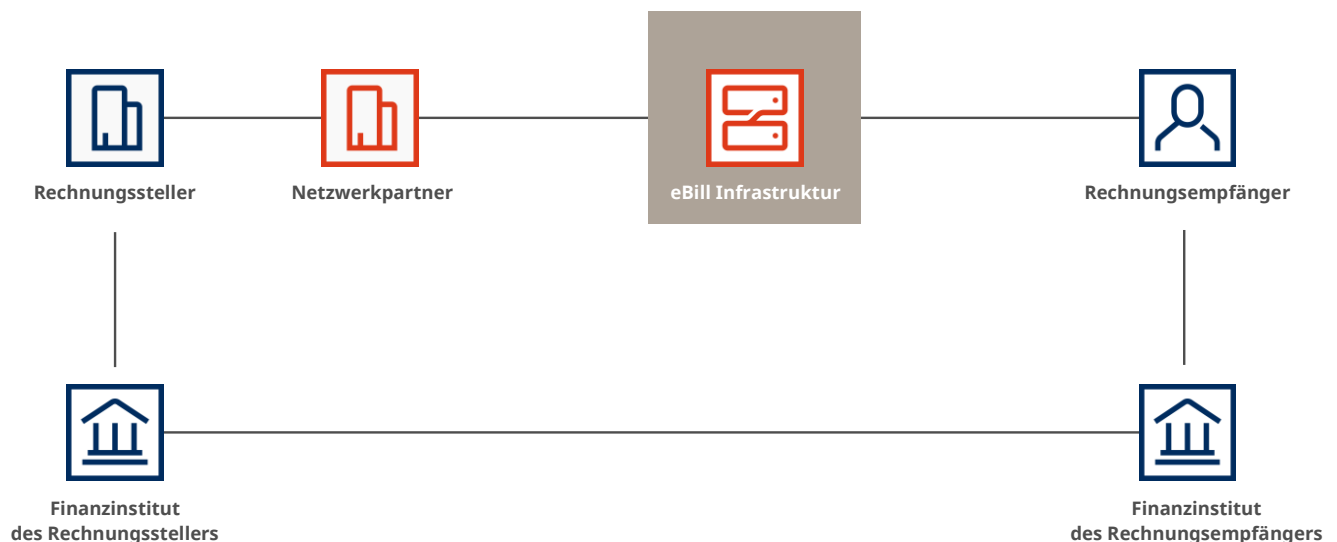 Rechnungssteller
Netzwerkpartner
eBill Infrastruktur
Rechnungsempfänger
Finanzinstitut
des Rechnungsstellers
Finanzinstitut
des Rechnungsempfängers